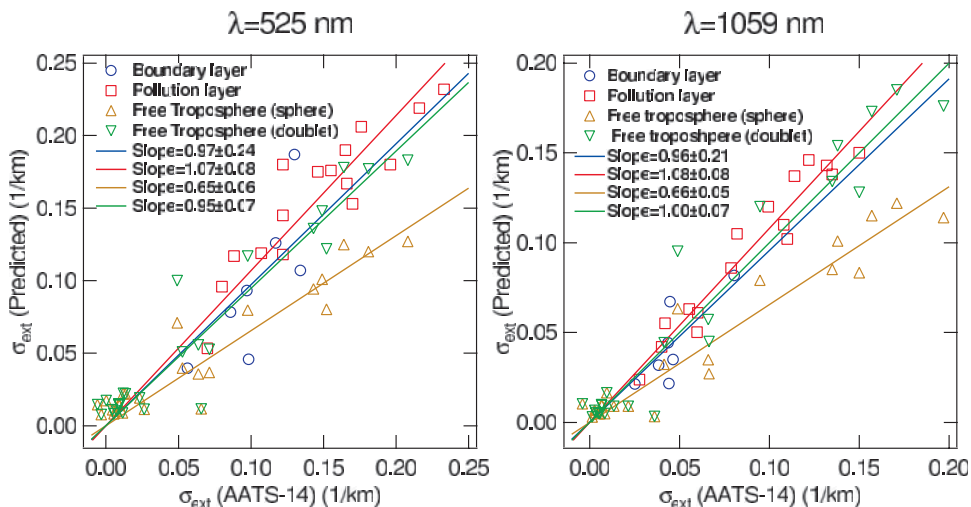 λ=525 nm
0.25
0.20
0.15
0.10
0.05
0.00
σext (Predicted) (1/km)
Boundary layer
Pollution layer
Free Troposphere (sphere)
Free Troposphere (doublet)
Slope=0.97±0.24
Slope=1.07±0.08
Slope=0.65±0.06
Slope=0.95±0.07
0.00 0.05 0.10 0.15 0.20 0.25
σext (AATS-14) (1/km)
λ=1059 nm
0.20
0.15
0.10
0.05
0.00
σext (Predicted) (1/km)
Boundary layer
Pollution layer
Free troposphere (sphere)
Free troposhpere (doublet)
Slope=0.96±0.21
Slope=1.08±0.08
Slope=0.66±0.05
Slope=1.00±0.07
0.00 0.05 0.10 0.15 0.20
σext (AATS-14) (1/km)